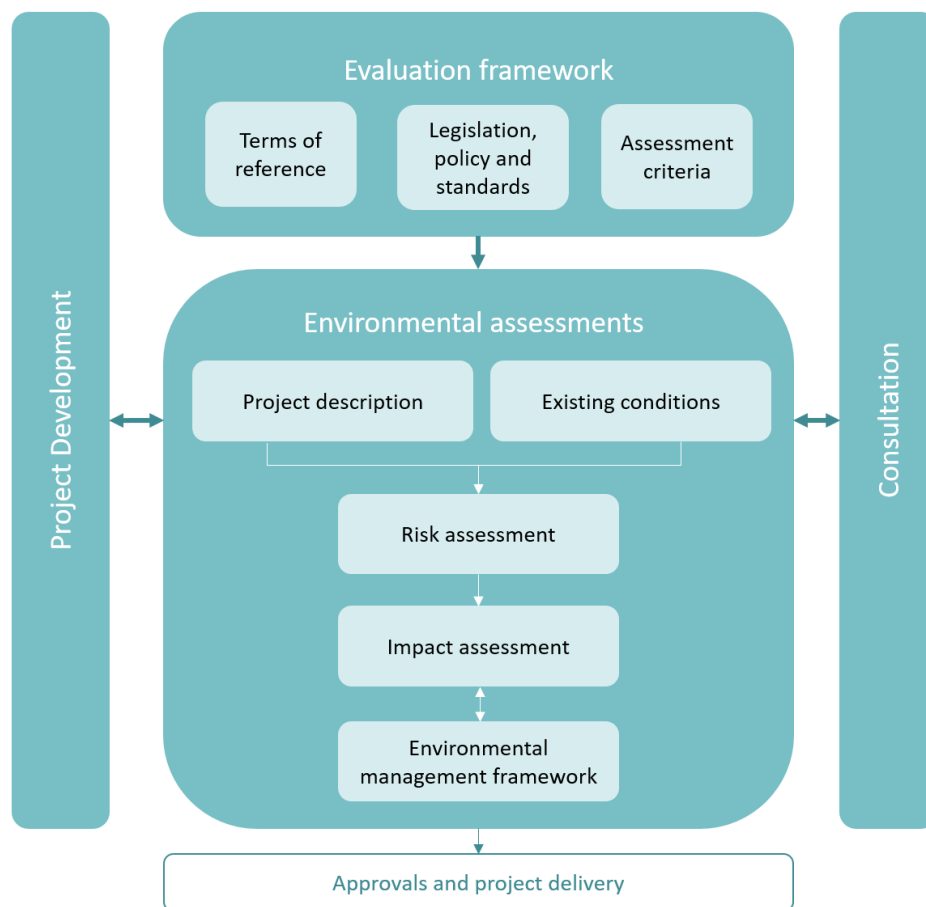 Project Development
Evaluation framework
Terms of
reference
Legislation,
policy and
standards
Assessment
criteria
Environmental assessments
Project description
Existing conditions
Risk assessment
Impact assessment
Environmental
management framework
Consultation
Approvals and project delivery